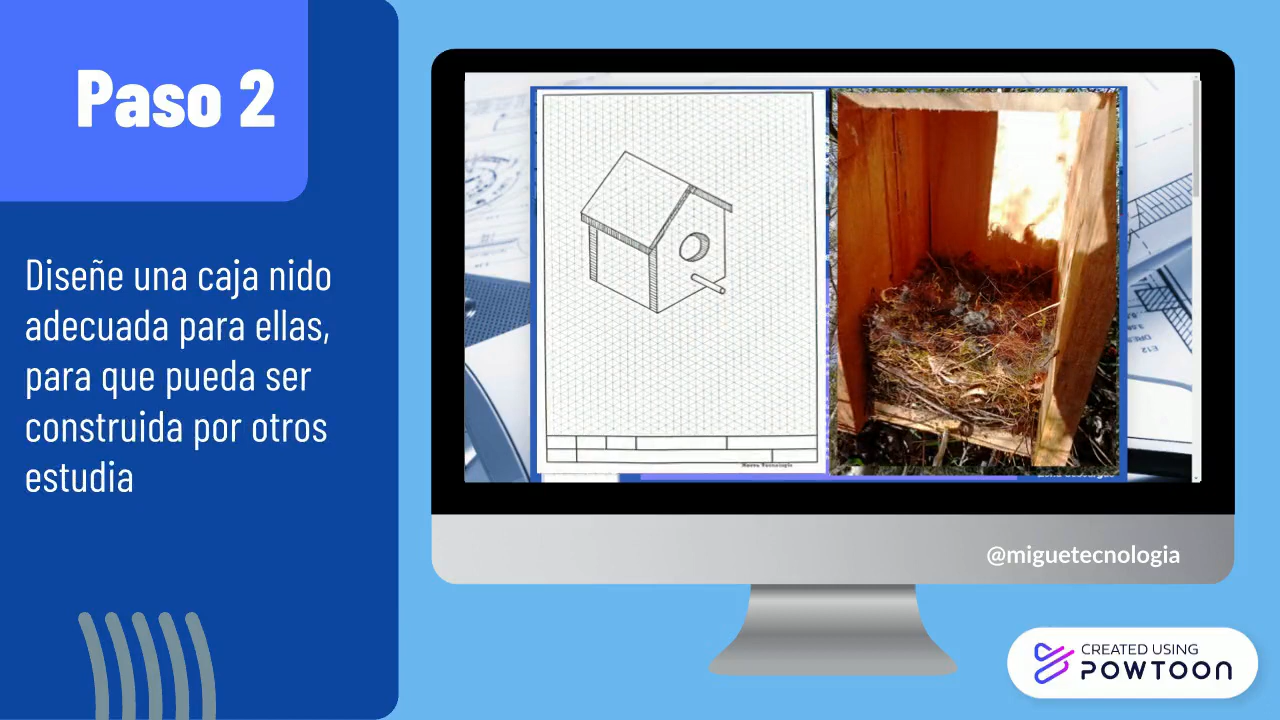 Paso 2
Diseñe una caja nido
adecuada para ellas,
para que pueda ser
construida por otros
estudia
@miguetecnologia
CREATED USING
POWTOON